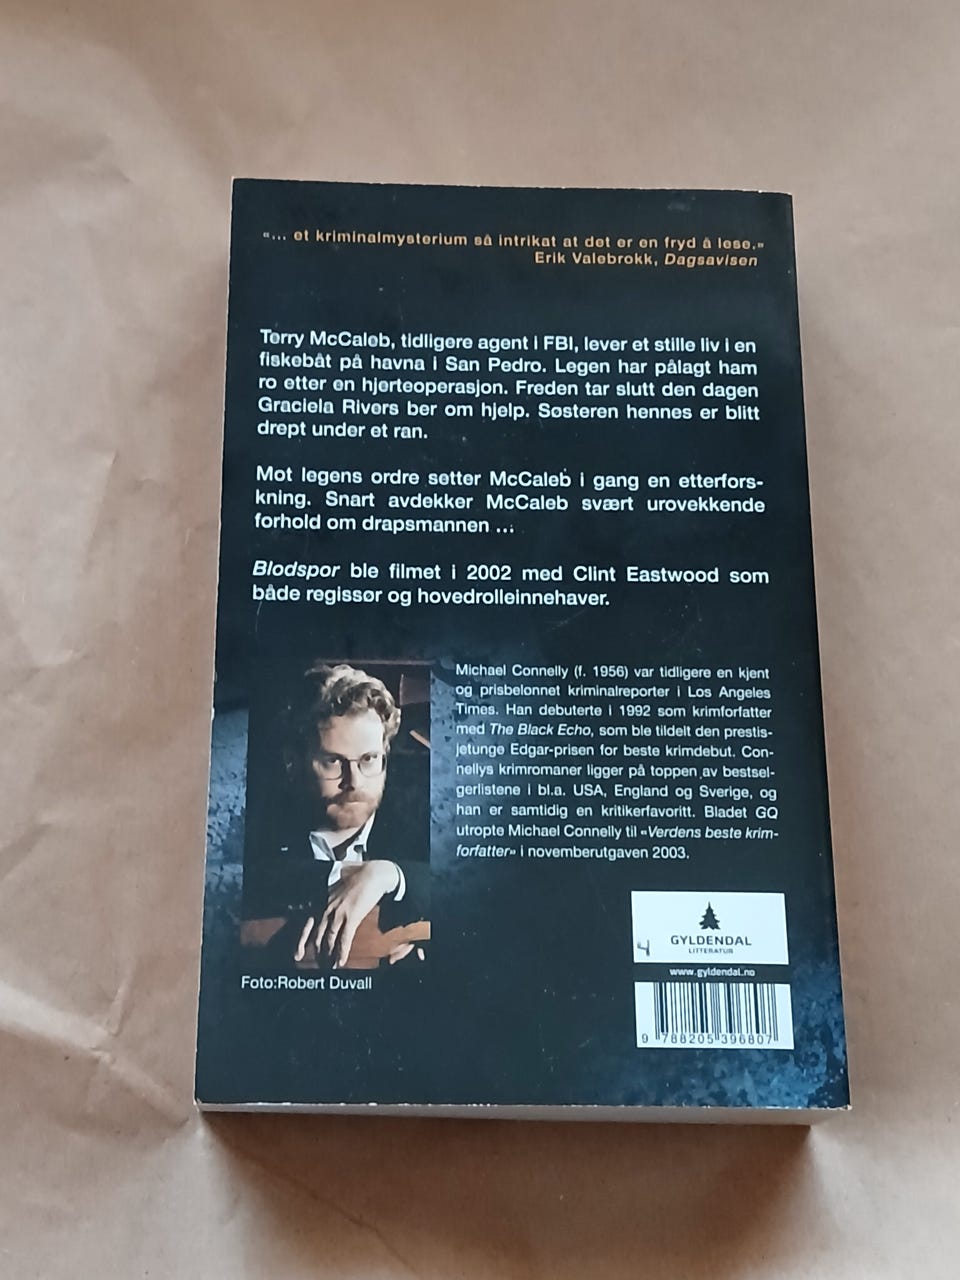 «... et kriminalmysterium så intrikat at det er en fryd å lese.»
Erik Valebrokk, Dagsavisen
Terry McCaleb, tidligere agent i FBI, lever et stille liv i en
fiskebåt på havna i San Pedro. Legen har pålagt ham
ro etter en hjerteoperasjon. Freden tar slutt den dagen
Graciela Rivers ber om hjelp. Søsteren hennes er blitt
drept under et ran.
Mot legens ordre setter McCaleb i gang en etterfors-
kning. Snart avdekker McCaleb svært urovekkende
forhold om drapsmannen ...
Blodspor ble filmet i 2002 med Clint Eastwood som
både regissør og hovedrolleinnehaver.
Michael Connelly (f. 1956) var tidligere en kjent
og prisbelønnet kriminalreporter i Los Angeles
Times. Han debuterte i 1992 som krimforfatter
med The Black Echo, som ble tildelt den prestis-
jetunge Edgar-prisen for beste krimdebut. Con-
nellys krimromaner ligger på toppen av bestsel-
gerlistene i bl.a. USA, England og Sverige, og
han er samtidig en kritikerfavoritt. Bladet GQ
utropte Michael Connelly til «Verdens beste krim-
forfatter» i novemberutgaven 2003.
Foto:Robert Duvall
4
GYLDENDAL
LITTERATUR
www.gyldendal.no
9 788205 396807